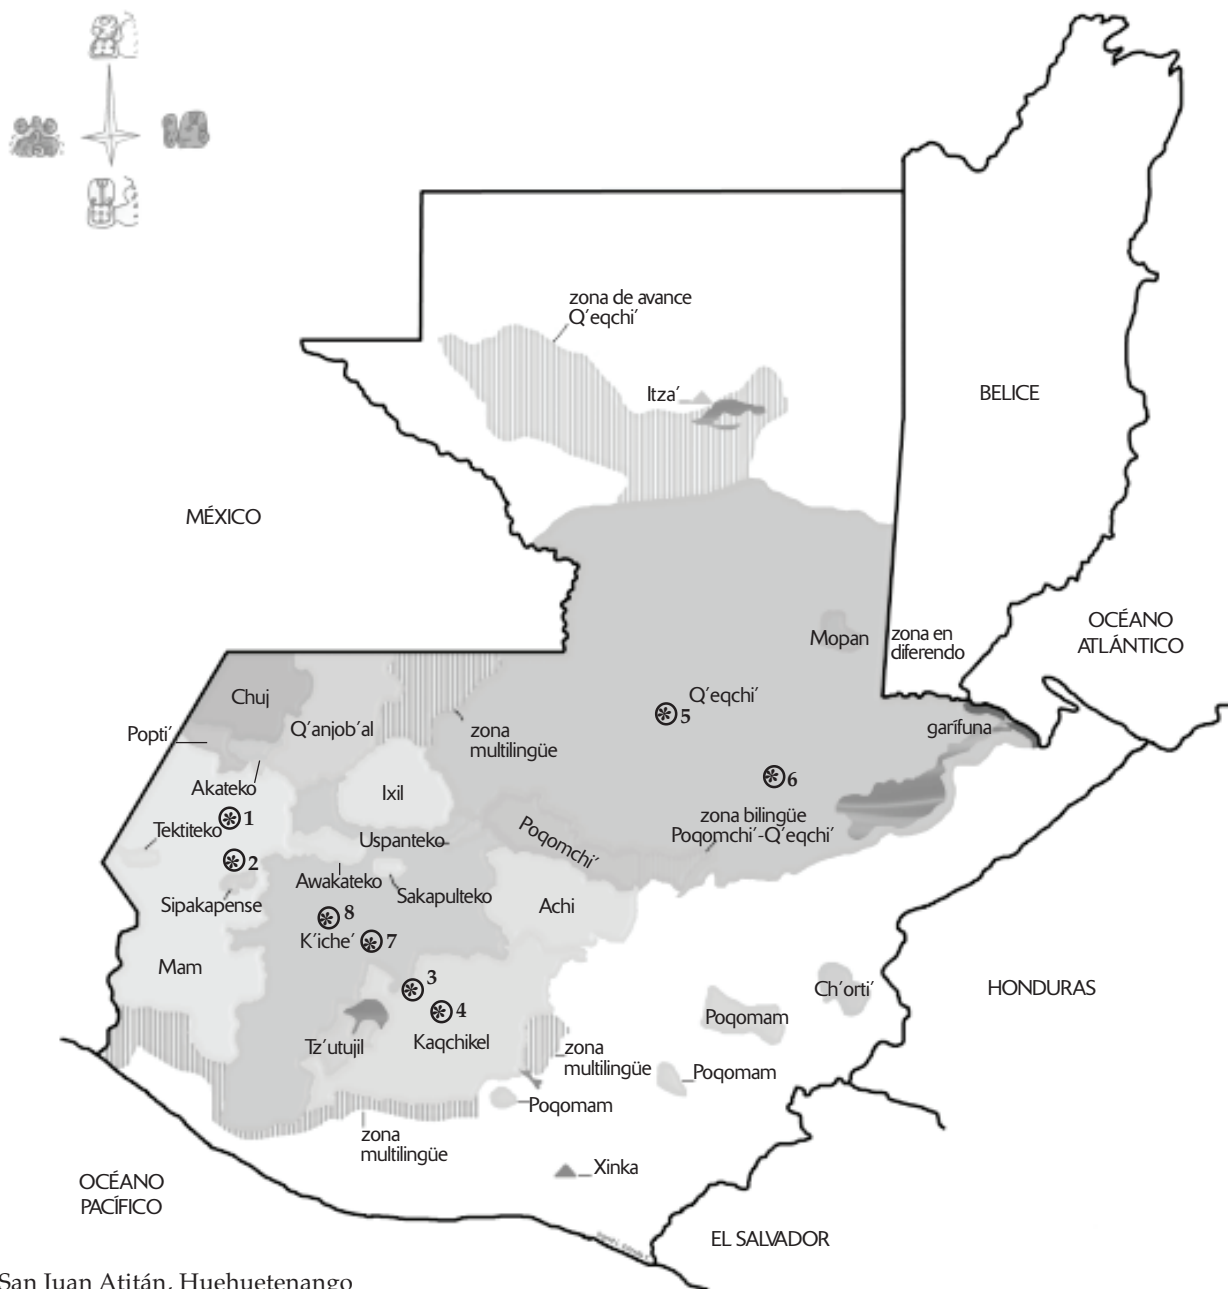 zona de avance
Q'eqchi'
Itza'
BELICE
MÉXICO
OCÉANO
ATLÁNTICO
Mopan
zona en
diferendo
Chuj
Q'eqchi'
5
Popti'
Q'anjob'al
zona
multilingüe
garífuna
Akateko
Ixil
6
1
zona bilingüe
Poqomchi'-Q'eqchi'
Tektiteko
Uspanteko
Poqomchi'
2
Awakateko
Sakapulteko
Sipakapense
Achi
8
K'iche'
7
Mam
3
Ch'orti'
HONDURAS
4
Poqomam
Tz'utujil
Kaqchikel
zona
multilingüe
Poqomam
Poqomam
zona
multilingüe
Xinka
OCÉANO
PACÍFICO
EL SALVADOR
San Juan Atitán, Huehuetenango